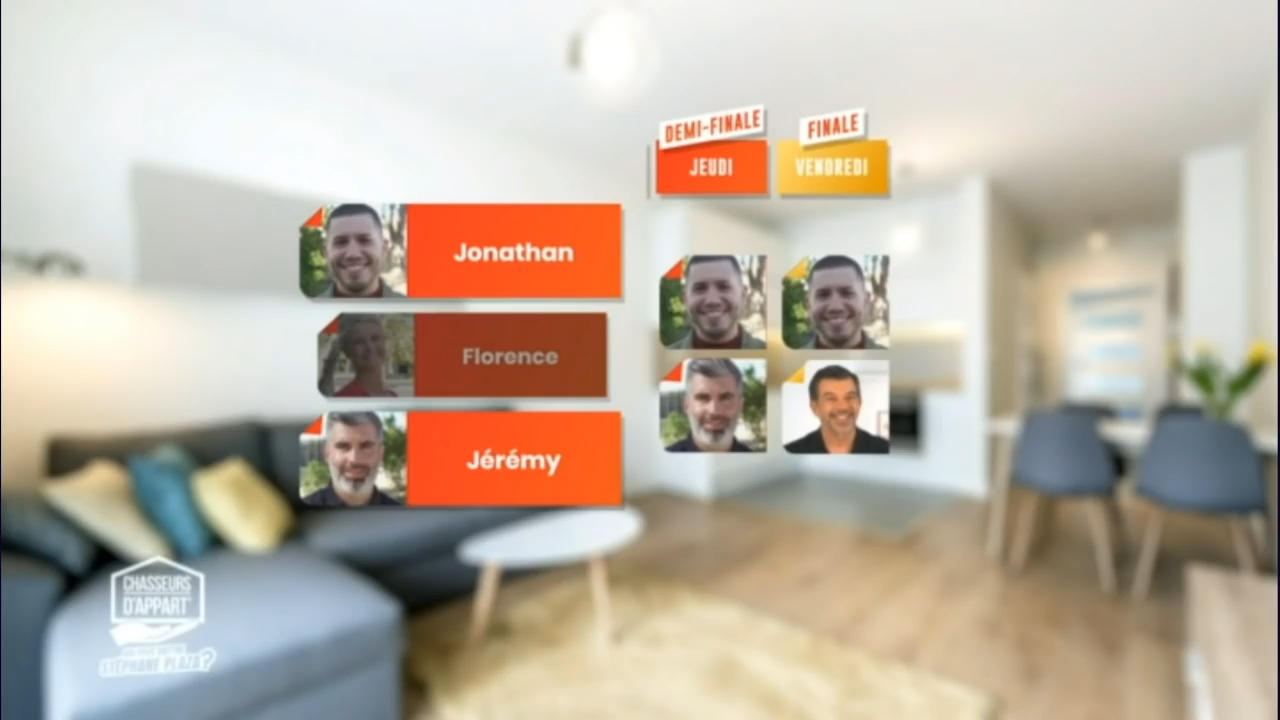 DEMI-FINALE
FINALE
JEUDI
VENDREDI
Jonathan
Florence
Jérémy
CHASSEURS
D'APPART'
STÉPHANE PLAZA?